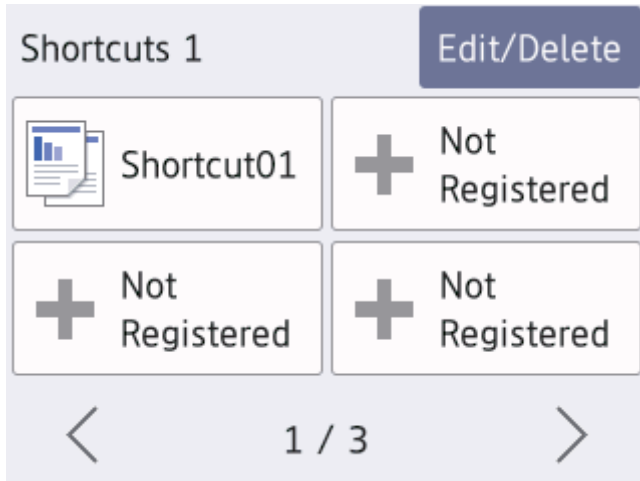 Shortcuts 1
Edit/Delete
Shortcut01
Not
Registered
Not
Registered
Not
Registered
1 / 3